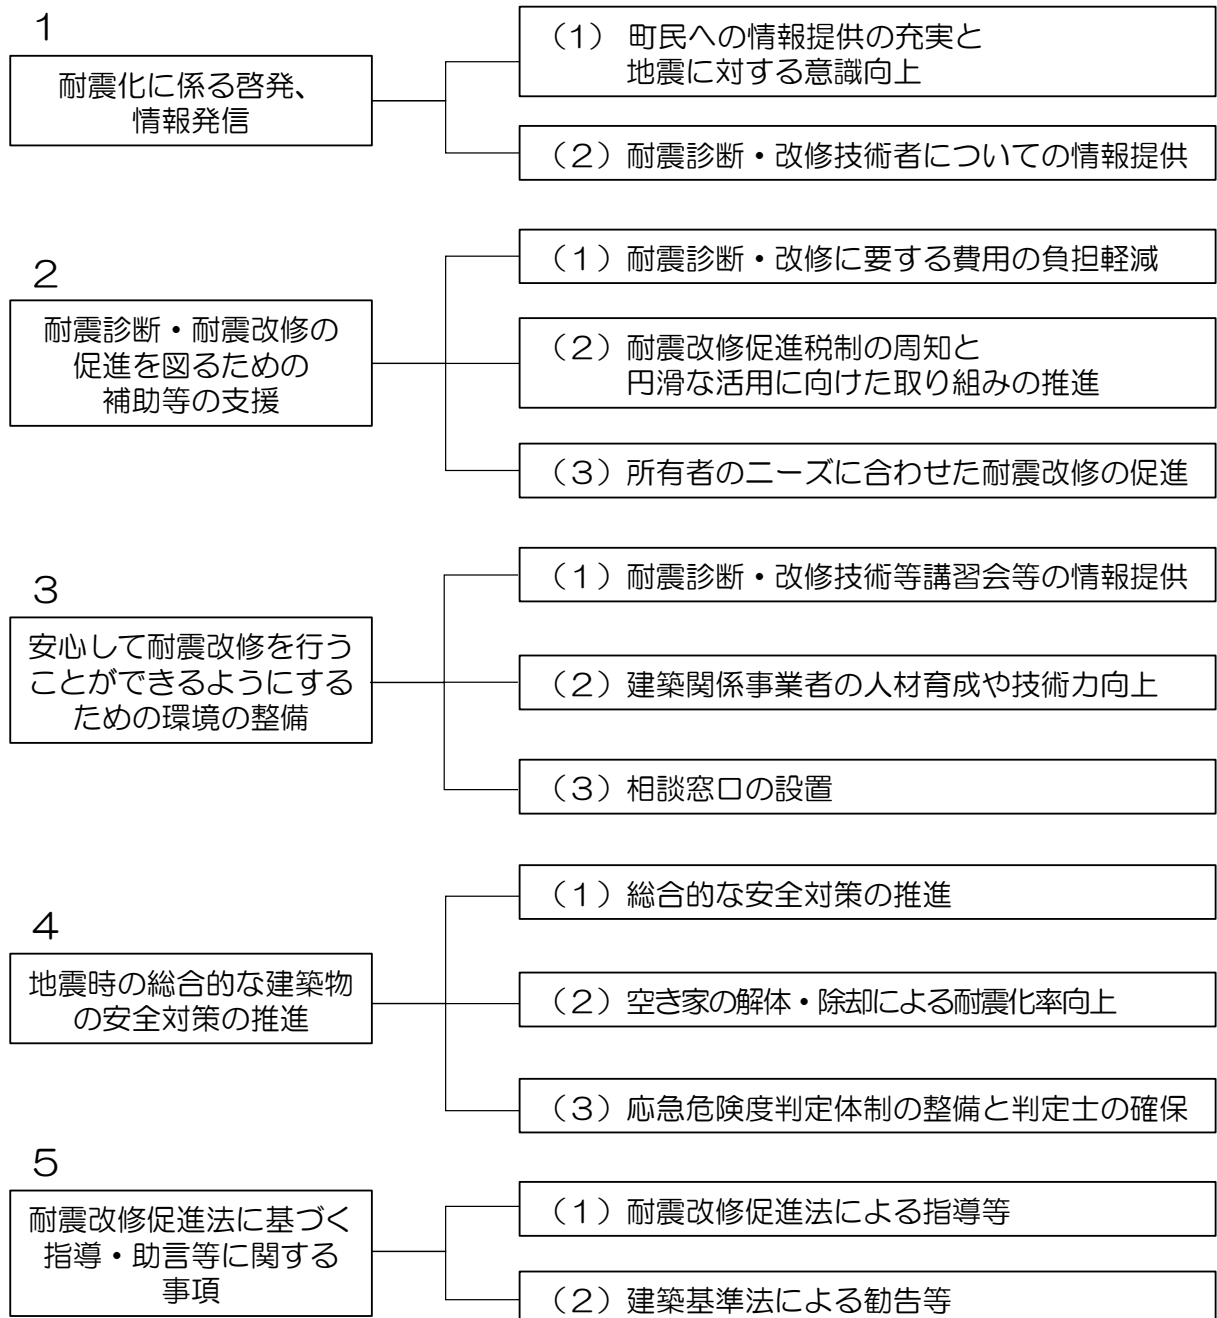 1
耐震化に係る啓発、
情報発信
（1） 町民への情報提供の充実と
地震に対する意識向上
（2）耐震診断・改修技術者についての情報提供
2
耐震診断・耐震改修の
促進を図るための
補助等の支援
（1）耐震診断・改修に要する費用の負担軽減
（2）耐震改修促進税制の周知と
円滑な活用に向けた取り組みの推進
（3）所有者のニーズに合わせた耐震改修の促進
3
安心して耐震改修を行う
ことができるようにする
ための環境の整備
（1）耐震診断・改修技術等講習会等の情報提供
（2）建築関係事業者の人材育成や技術力向上
（3）相談窓口の設置
4
地震時の総合的な建築物
の安全対策の推進
（1）総合的な安全対策の推進
（2）空き家の解体・除却による耐震化率向上
（3）応急危険度判定体制の整備と判定士の確保
5
耐震改修促進法に基づく
指導・助言等に関する
事項
（1）耐震改修促進法による指導等
（2）建築基準法による勧告等